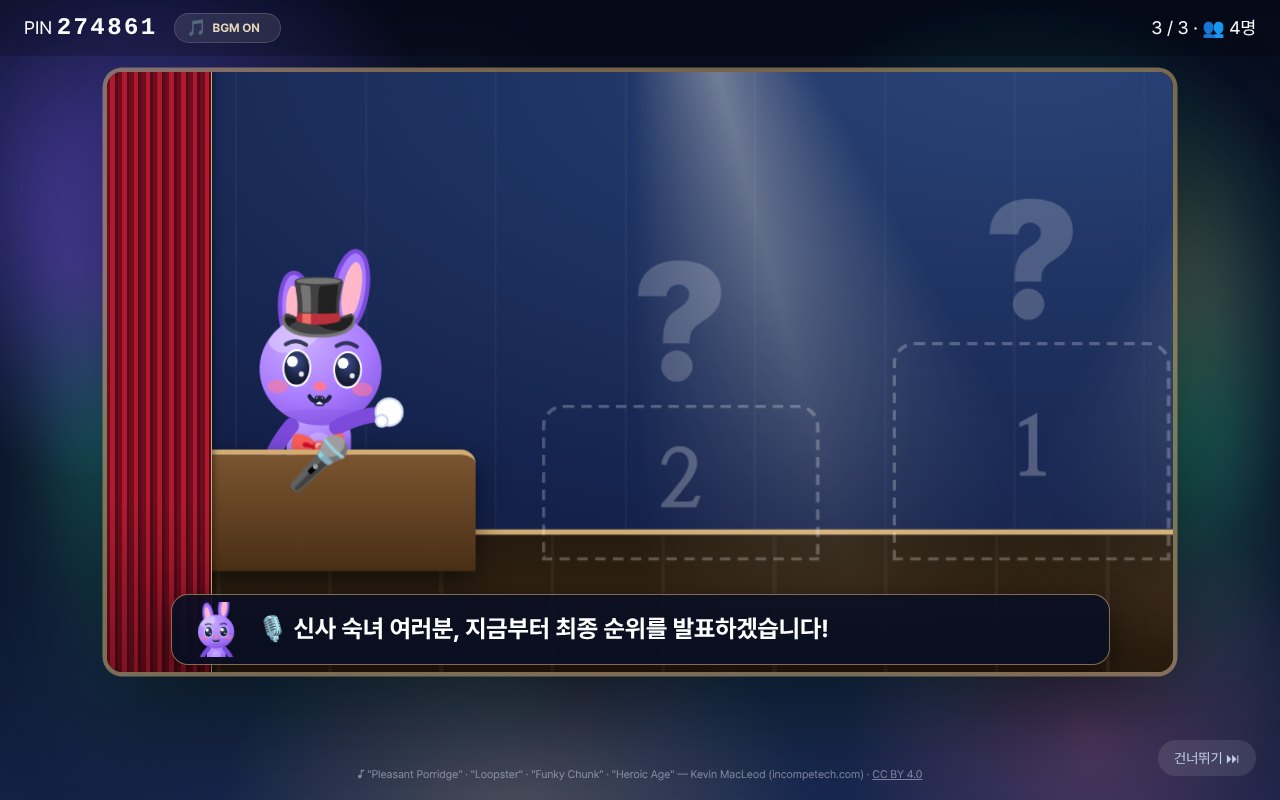 PIN 274861
🎵 BGM ON
3 / 3 · 👥 4명
?
?
2
1
🎙️ 신사 숙녀 여러분, 지금부터 최종 순위를 발표하겠습니다!
건너뛰기 ⏭
♪ "Pleasant Porridge" · "Loopster" · "Funky Chunk" · "Heroic Age" — Kevin MacLeod (incompetech.com) · CC BY 4.0